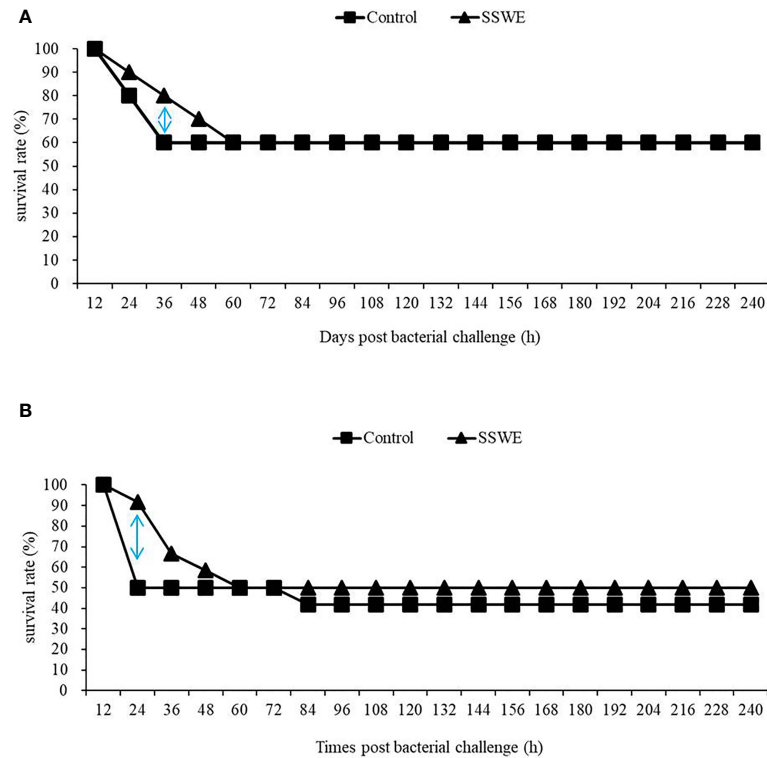 A
Control SSWE
100
90
80
70
60
50
40
30
20
10
0
survival rate (%)
12 24 36 48 60 72 84 96 108 120 132 144 156 168 180 192 204 216 228 240
Days post bacterial challenge (h)
B
Control SSWE
100
90
80
70
60
50
40
30
20
10
0
survival rate (%)
12 24 36 48 60 72 84 96 108 120 132 144 156 168 180 192 204 216 228 240
Times post bacterial challenge (h)